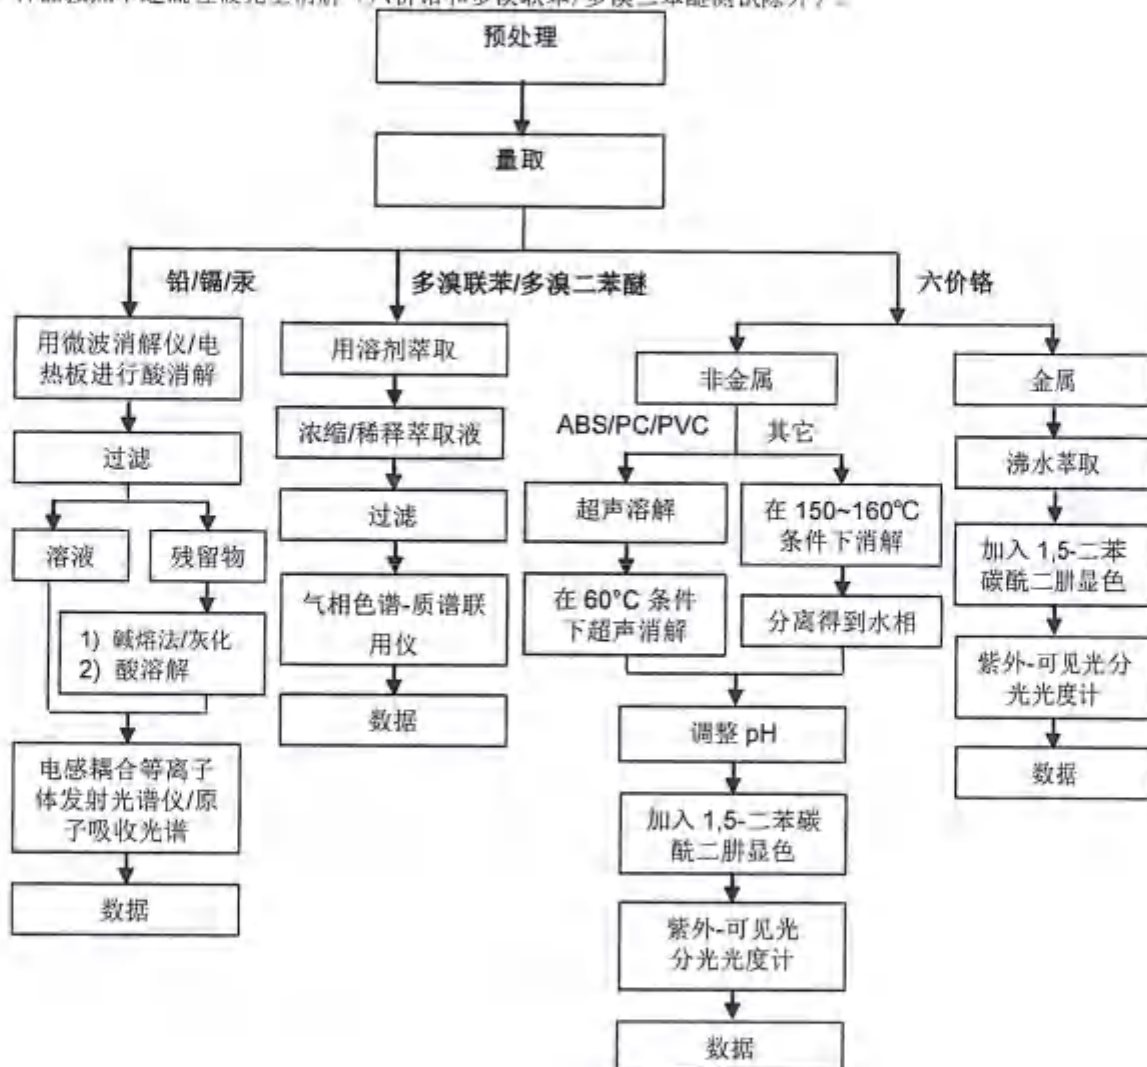 预处理
量取
铅/镉/汞
多溴联苯/多溴二苯醚
六价铬
用微波消解仪/电
热板进行酸消解
过滤
溶液
残留物
1) 碱熔法/灰化
2) 酸溶解
电感耦合等离子
体发射光谱仪/原
子吸收光谱
数据
用溶剂萃取
浓缩/稀释萃取液
过滤
气相色谱-质谱联
用仪
数据
非金属
ABS/PC/PVC
其它
超声溶解
在 60°C 条件
下超声消解
在 150~160℃
条件下消解
分离得到水相
调整 pH
加入 1,5-二苯碳
酰二肼显色
紫外-可见光
分光光度计
数据
金属
沸水萃取
加入 1,5-二苯
碳酰二肼显色
紫外-可见光分
光光度计
数据